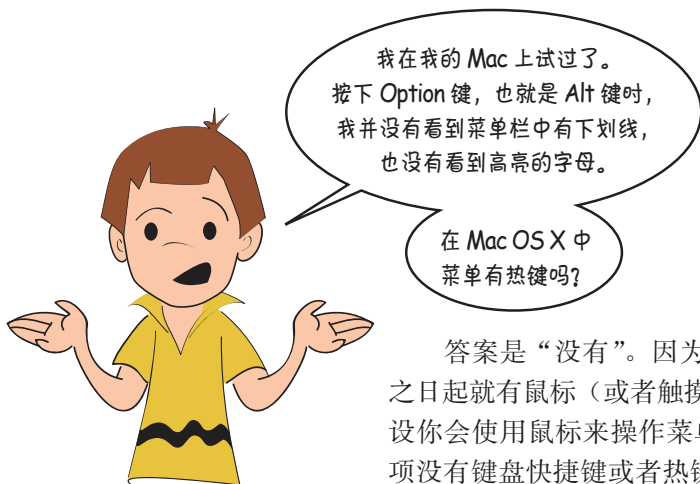 我在我的 Mac 上试过了。
按下 Option 键，也就是 Alt 键时，
我并没有看到菜单栏中有下划线，
也没有看到高亮的字母。
在 Mac OS X 中
菜单有热键吗？
答案是“没有”。因为
之日起就有鼠标（或者触摸
设你会使用鼠标来操作菜单
项没有键盘快捷键或者热键